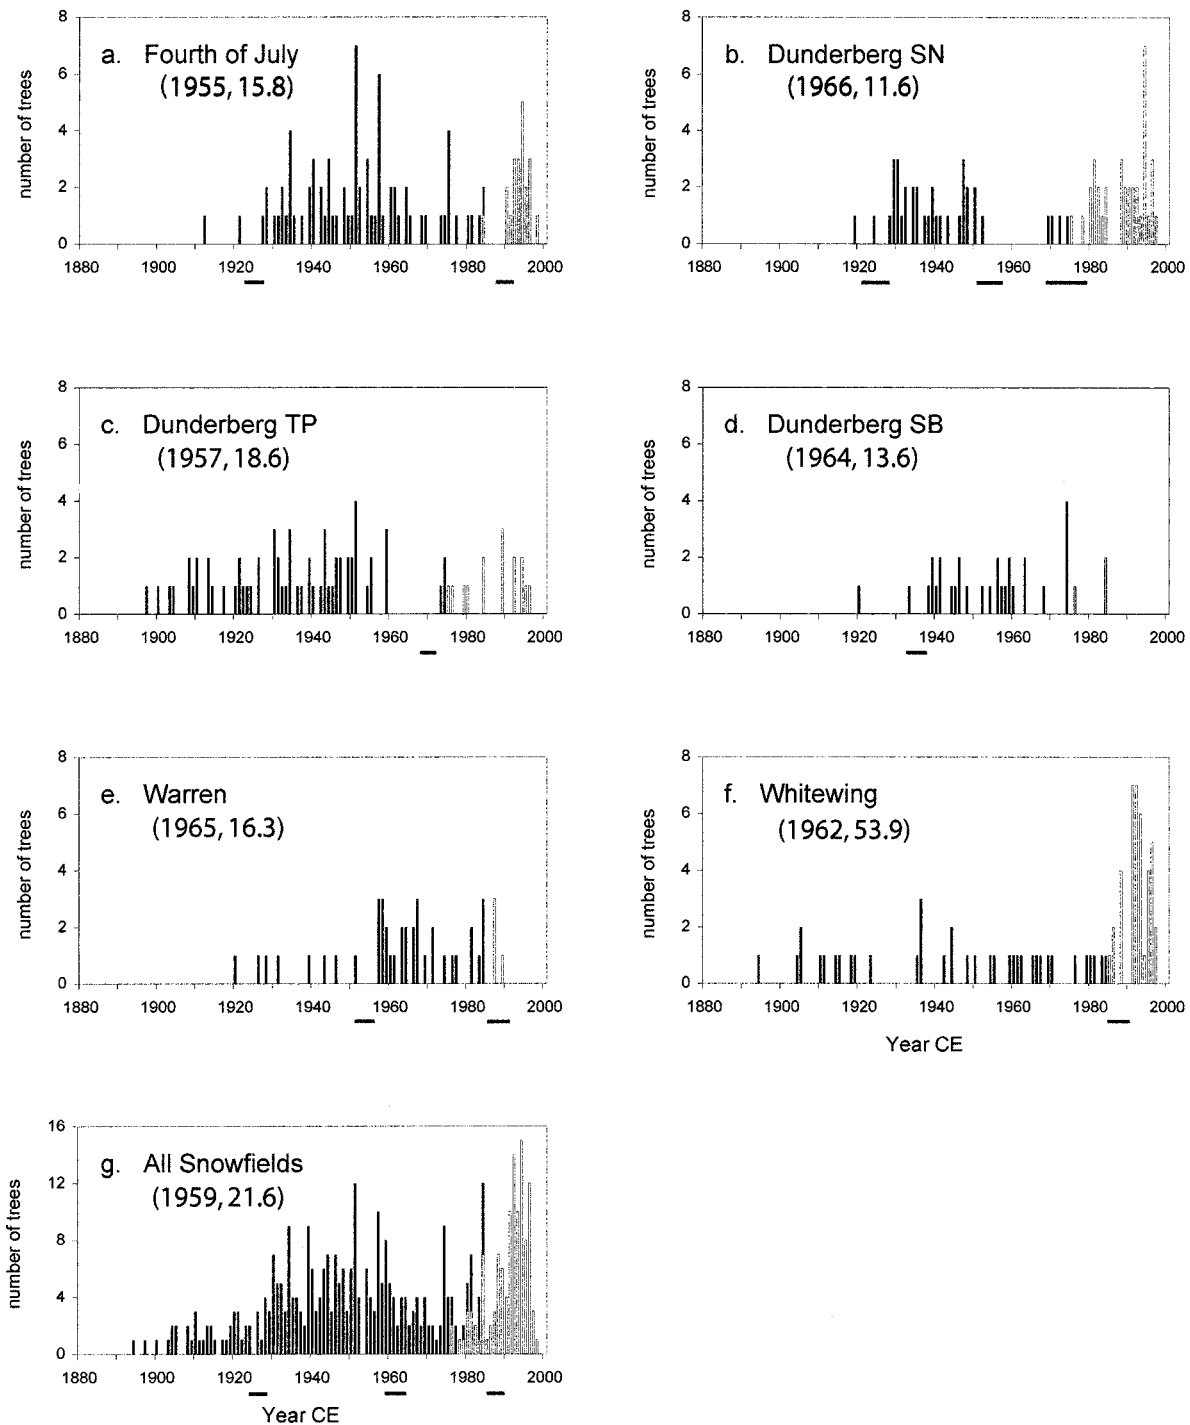 8
6
4
2
0
number of trees
a. Fourth of July
(1955, 15.8)
1880 1900 1920 1940 1960 1980 2000
8
6
4
2
0
number of trees
b. Dunderberg SN
(1966, 11.6)
1880 1900 1920 1940 1960 1980 2000
8
6
4
2
0
number of trees
c. Dunderberg TP
(1957, 18.6)
1880 1900 1920 1940 1960 1980 2000
8
6
4
2
0
number of trees
d. Dunderberg SB
(1964, 13.6)
1880 1900 1920 1940 1960 1980 2000
8
6
4
2
0
number of trees
e. Warren
(1965, 16.3)
1880 1900 1920 1940 1960 1980 2000
8
6
4
2
0
number of trees
f. Whitewing
(1962, 53.9)
1880 1900 1920 1940 1960 1980 2000
Year CE
16
12
8
4
0
number of trees
g. All Snowfields
(1959, 21.6)
1880 1900 1920 1940 1960 1980 2000
Year CE